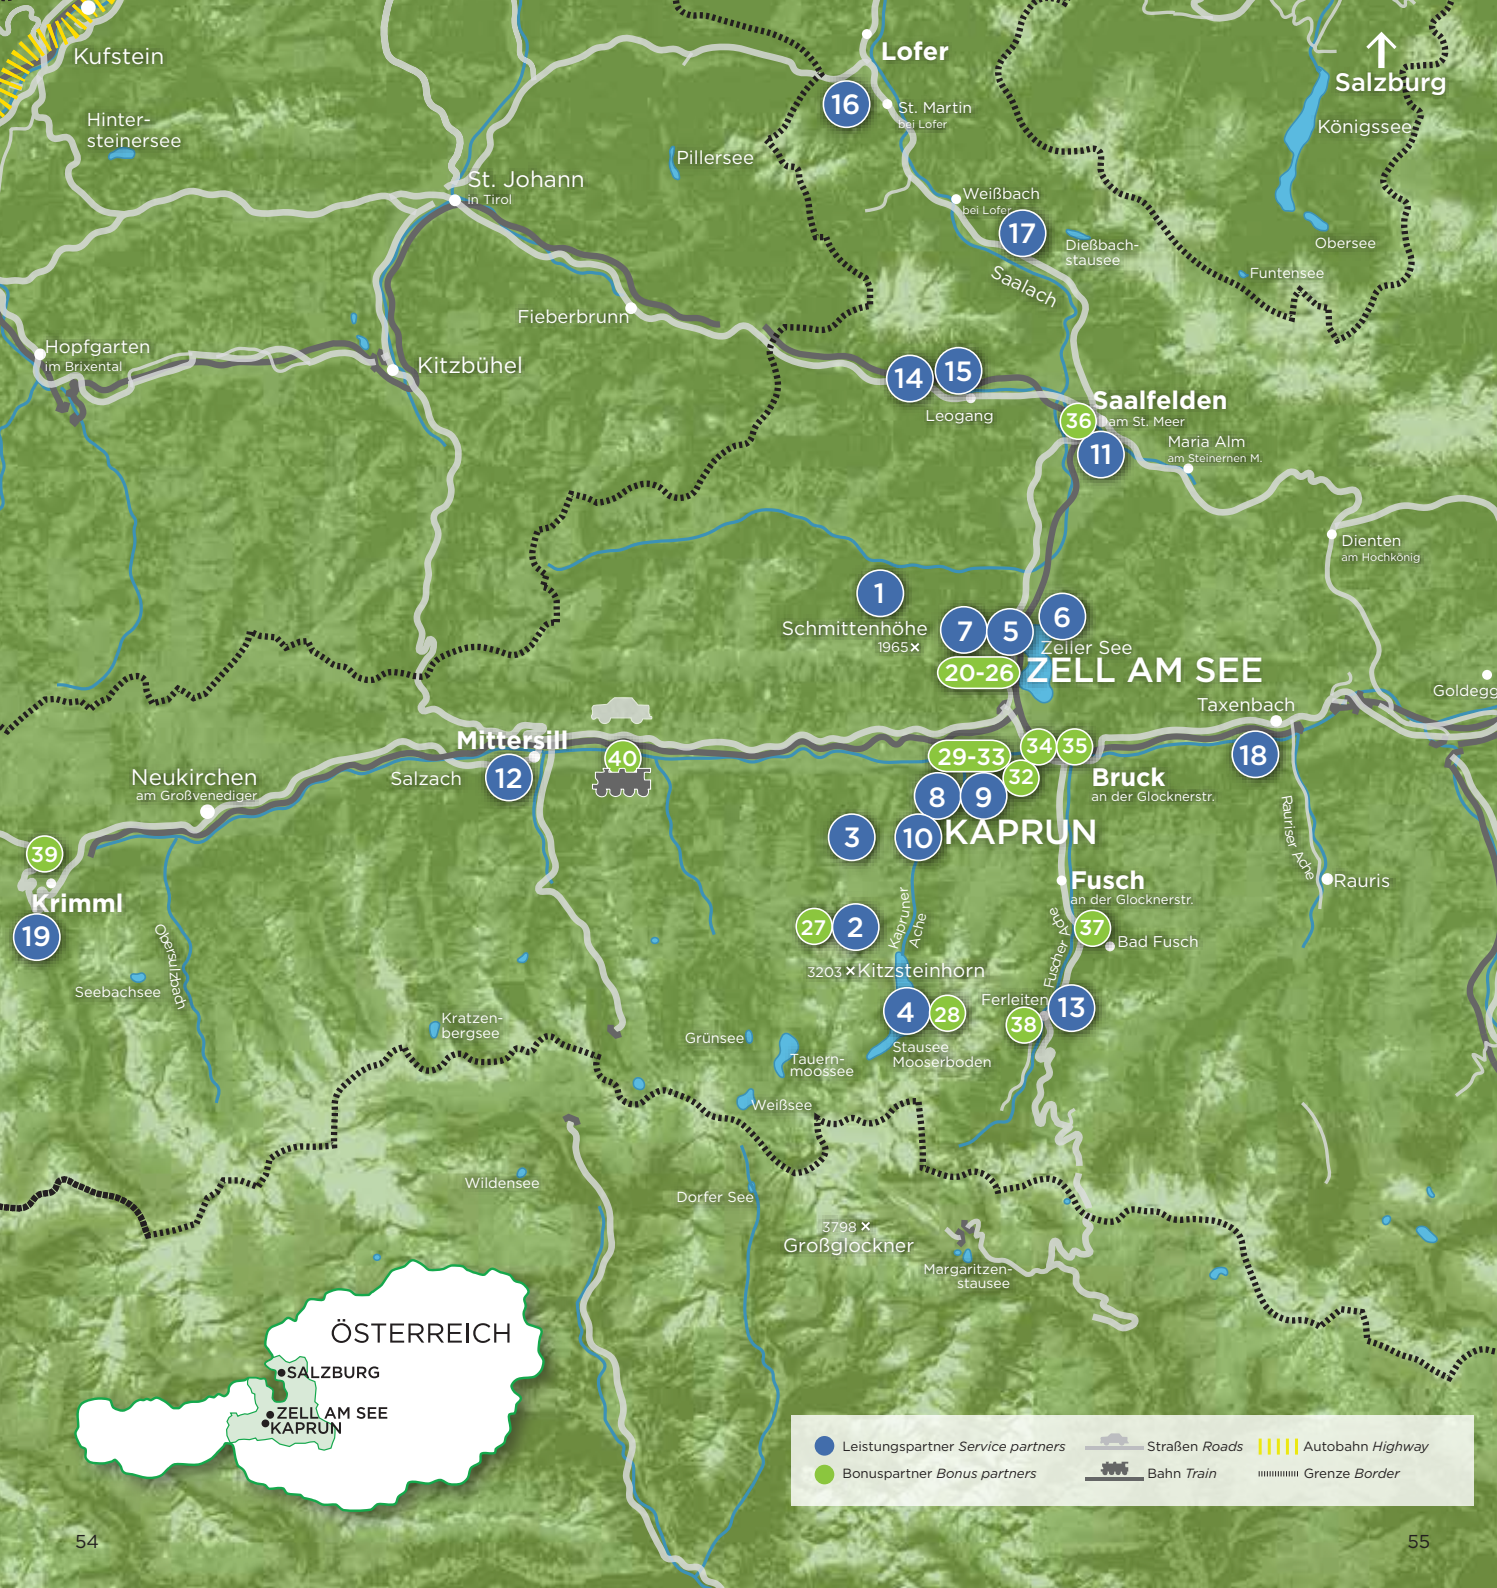 Kufstein
Lofer
Salzburg
16
St. Martin
bei Lofer
Hinter-
steinersee
Königssee
Pillersee
St. Johann
in Tirol
Weißbach
bei Lofer
17
Dießbach-
stausee
Obersee
Saalach
Funtensee
Fieberbrunn
Hopfgarten
im Brixental
Kitzbühel
14
15
Leogang
Saalfelden
am St. Meer
36
11
Maria Alm
am Steinernen M.
Dienten
am Hochkönig
1
Schmittenhöhe
1965
7
5
6
Zeller See
20-26
ZELL AM SEE
Goldegg
Taxenbach
Mittersill
40
29-33
34
35
18
Neukirchen
am Großvenediger
Salzach
12
32
Bruck
an der Glocknerstr.
8
9
3
10
KAPRUN
Rauriser Ache
39
Krimml
19
Fusch
an der Glocknerstr.
Rauris
27
2
Kapruner
Ache
37
Bad Fusch
Fuscher Ache
Obersulzbach
3203
Kitzsteinhorn
Seebachsee
Ferleiten
4
28
13
38
Kratzen-
bergsee
Grünsee
Tauern-
moossee
Stausee
Mooserboden
Weißsee
Wildensee
Dorfer See
3798
Großglockner
Margaritzen-
stausee
ÖSTERREICH
SALZBURG
ZELL AM SEE
KAPRUN
Leistungspartner Service partners
Straßen Roads
Autobahn Highway
Bonuspartner Bonus partners
Bahn Train
Grenze Border
54
55